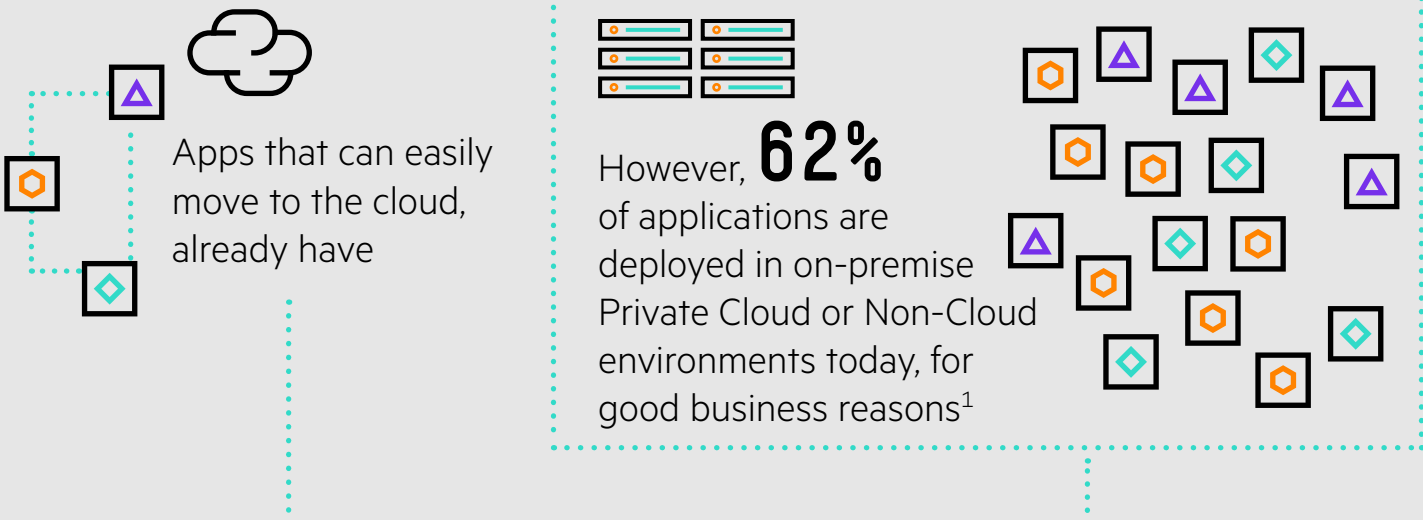 Apps that can easily
move to the cloud,
already have
However, 62%
of applications are
deployed in on-premise
Private Cloud or Non-Cloud
environments today, for
good business reasons¹